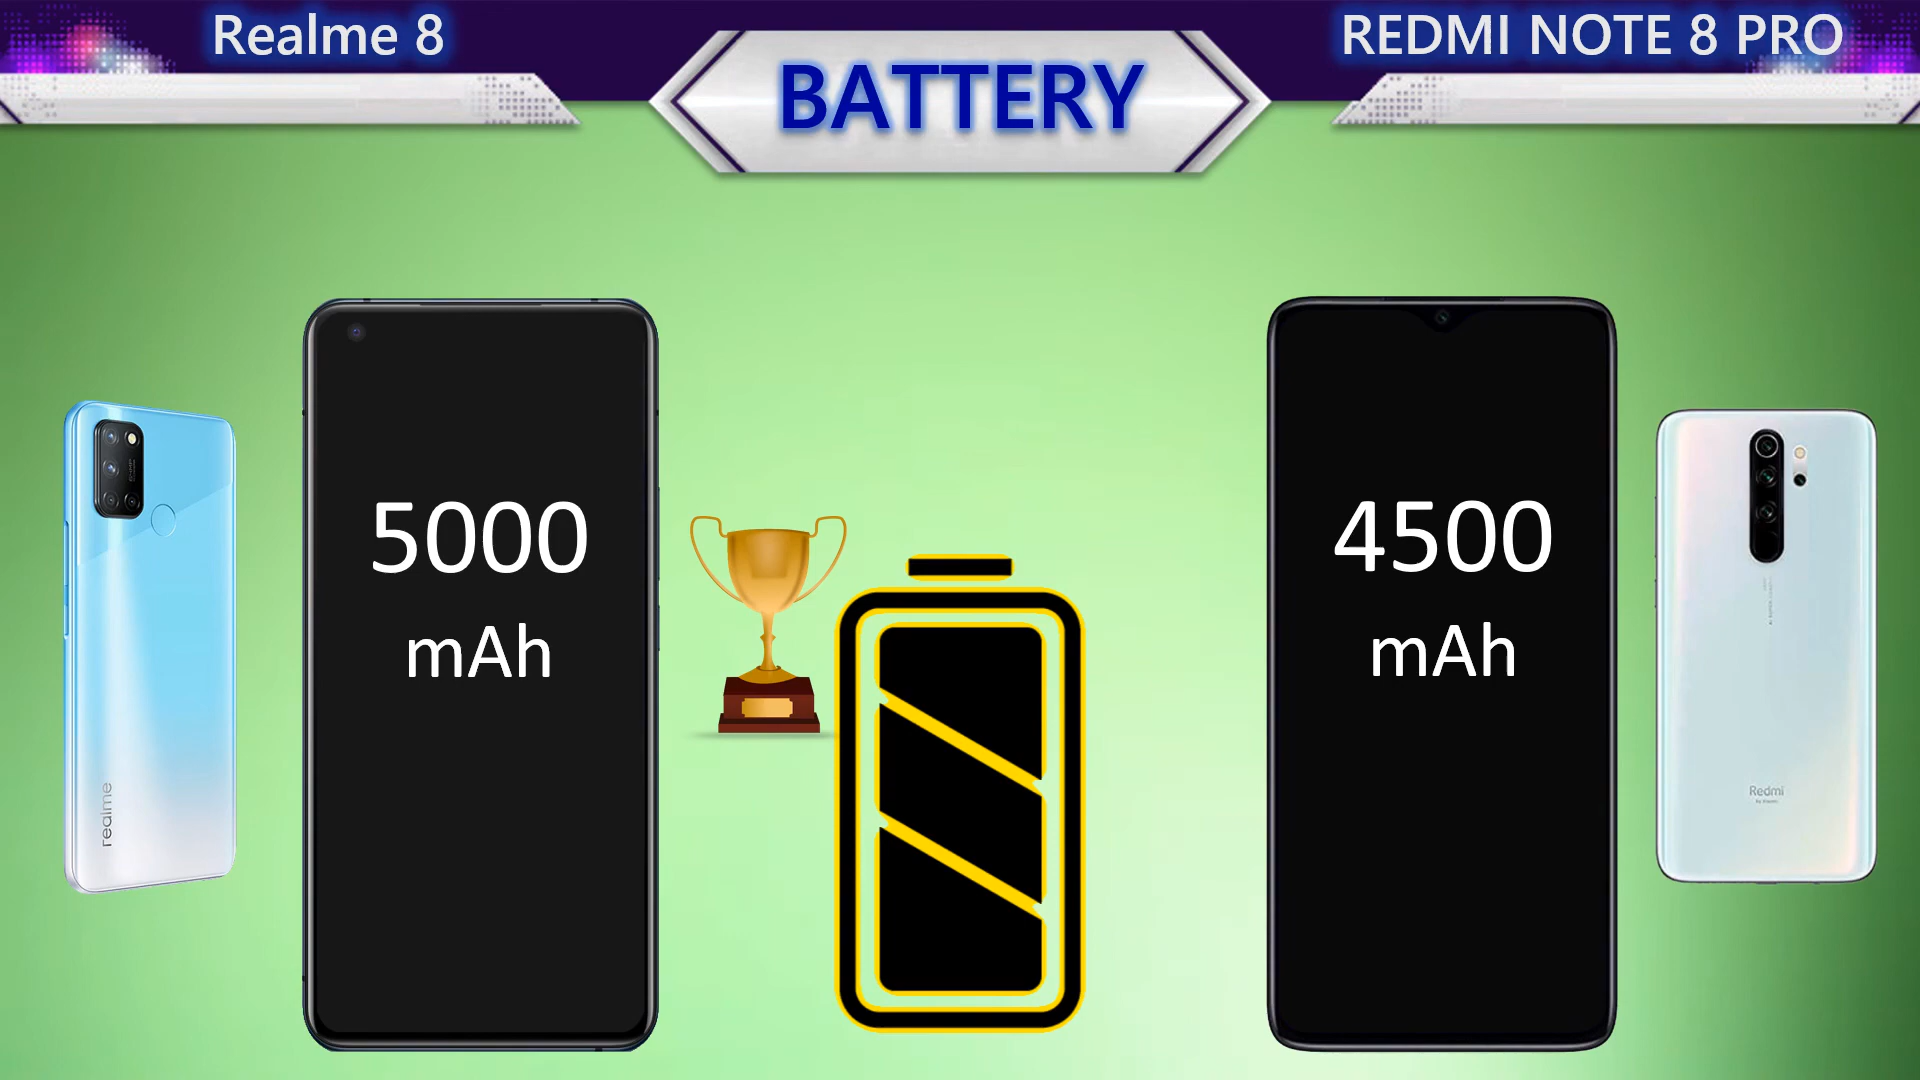 Realme 8
BATTERY
REDMI NOTE 8 PRO
5000
mAh
4500
mAh
realme
Redmi